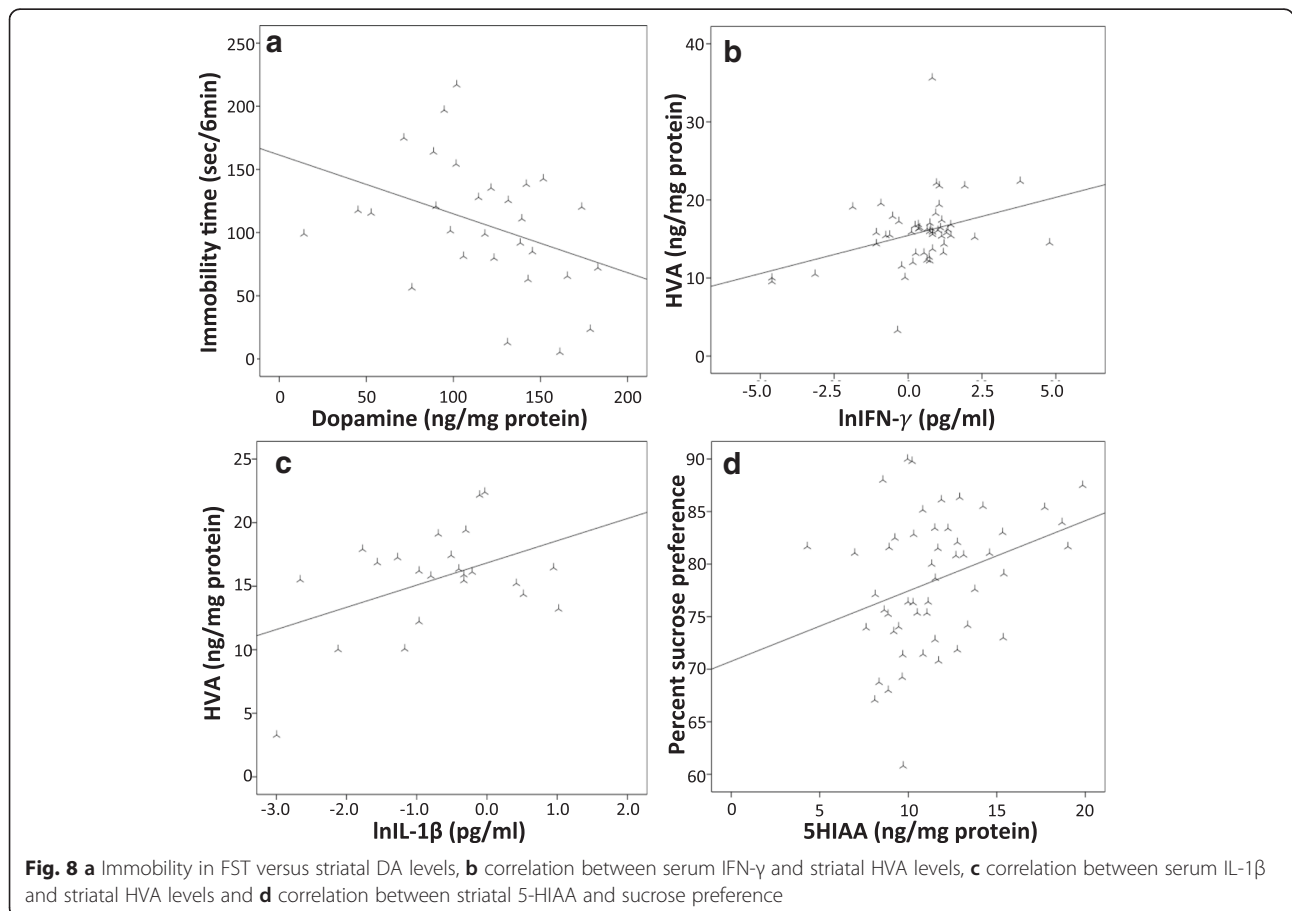 a
250
200
150
100
50
0
Immobility time (sec/6min)
0 50 100 150 200
Dopamine (ng/mg protein)
b
40
30
20
10
0
HVA (ng/mg protein)
-5.0 -2.5 0.0 2.5 5.0
lnIFN-γ (pg/ml)
c
25
20
15
10
5
0
HVA (ng/mg protein)
-3.0 -2.0 -1.0 0.0 1.0 2.0
lnIL-1β (pg/ml)
d
90
85
80
75
70
65
60
Percent sucrose preference
0 5 10 15 20
5HIAA (ng/mg protein)
Fig. 8 a Immobility in FST versus striatal DA levels, b correlation between serum IFN-γ and striatal HVA levels, c correlation between serum IL-1β
and striatal HVA levels and d correlation between striatal 5-HIAA and sucrose preference